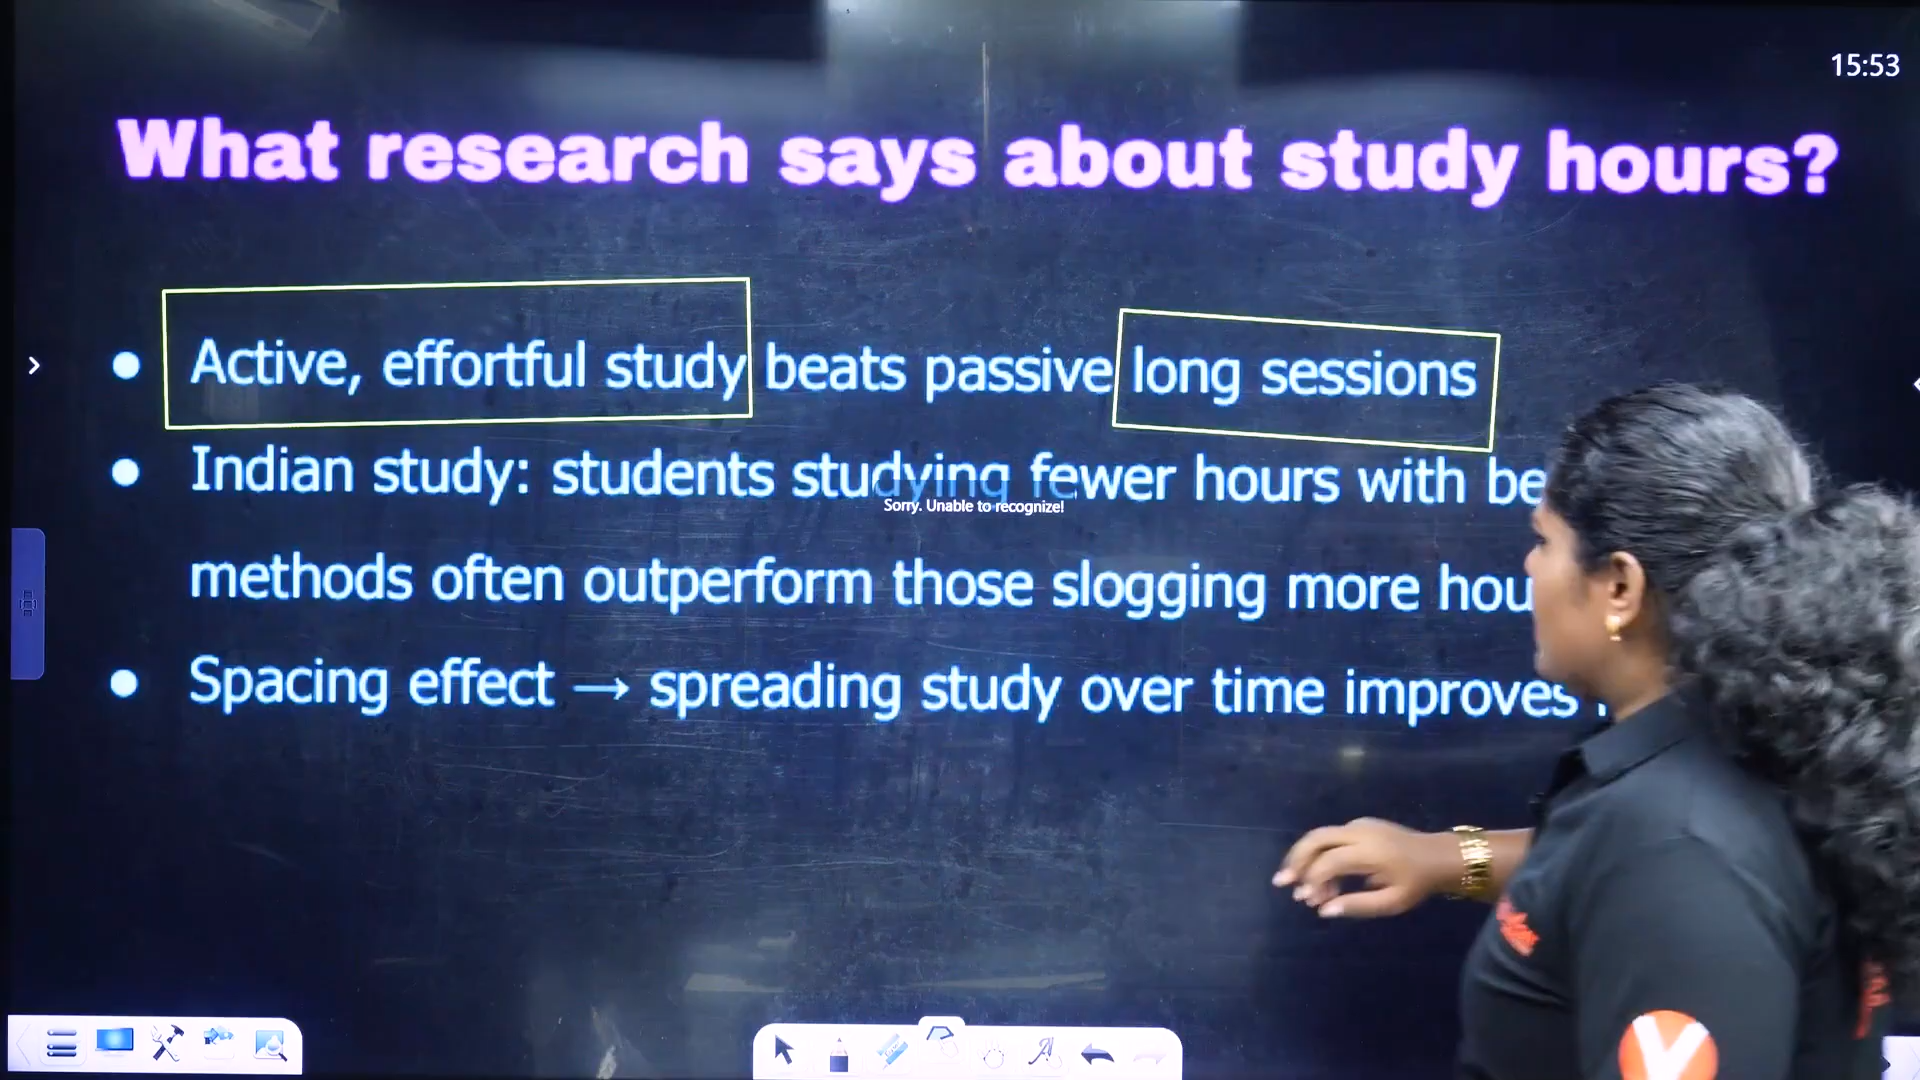 15:53
What research says about study hours?
Active, effortful study beats passive long sessions
Indian study: students studying fewer hours with
Sorry. Unable to recognize!
methods often outperform those slogging more
Spacing effect → spreading study over time improves